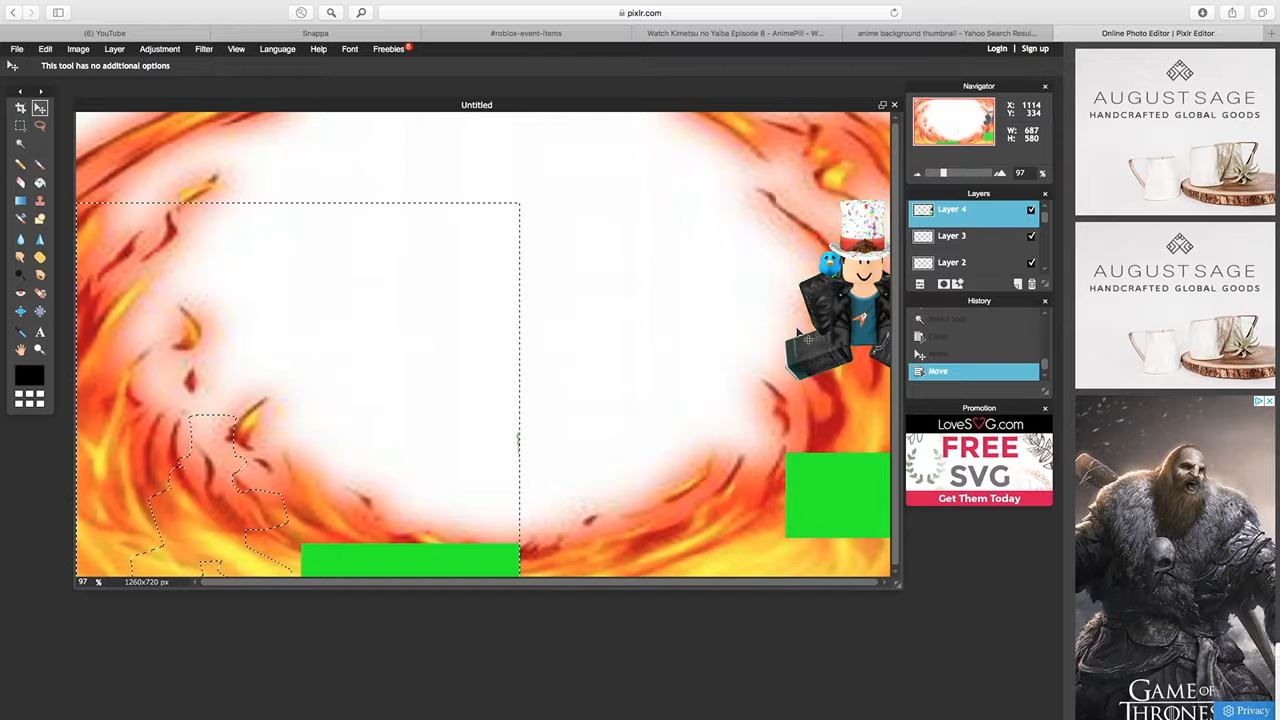 pixlr.com
(6) YouTube
Snappa
#roblox-event-items
Watch Kimetsu no Yaiba Episode 8 - AnimePill - W...
anime background thumbnail - Yahoo Search Resul...
Online Photo Editor | Pixlr Editor
File Edit Image Layer Adjustment Filter View Language Help Font Freebies
Login | Sign up
This tool has no additional options
Untitled
97 %
1260x720 px
Navigator
X: 1114
Y: 334
W: 687
H: 580
97 %
Layers
Layer 4
Layer 3
Layer 2
History
Wand tool
Clear
Move
Move
Promotion
LoveSVG.com
FREE
SVG
Get Them Today
AUGUST SAGE
HANDCRAFTED GLOBAL GOODS
AUGUST SAGE
HANDCRAFTED GLOBAL GOODS
GAME OF
THRONES
Privacy